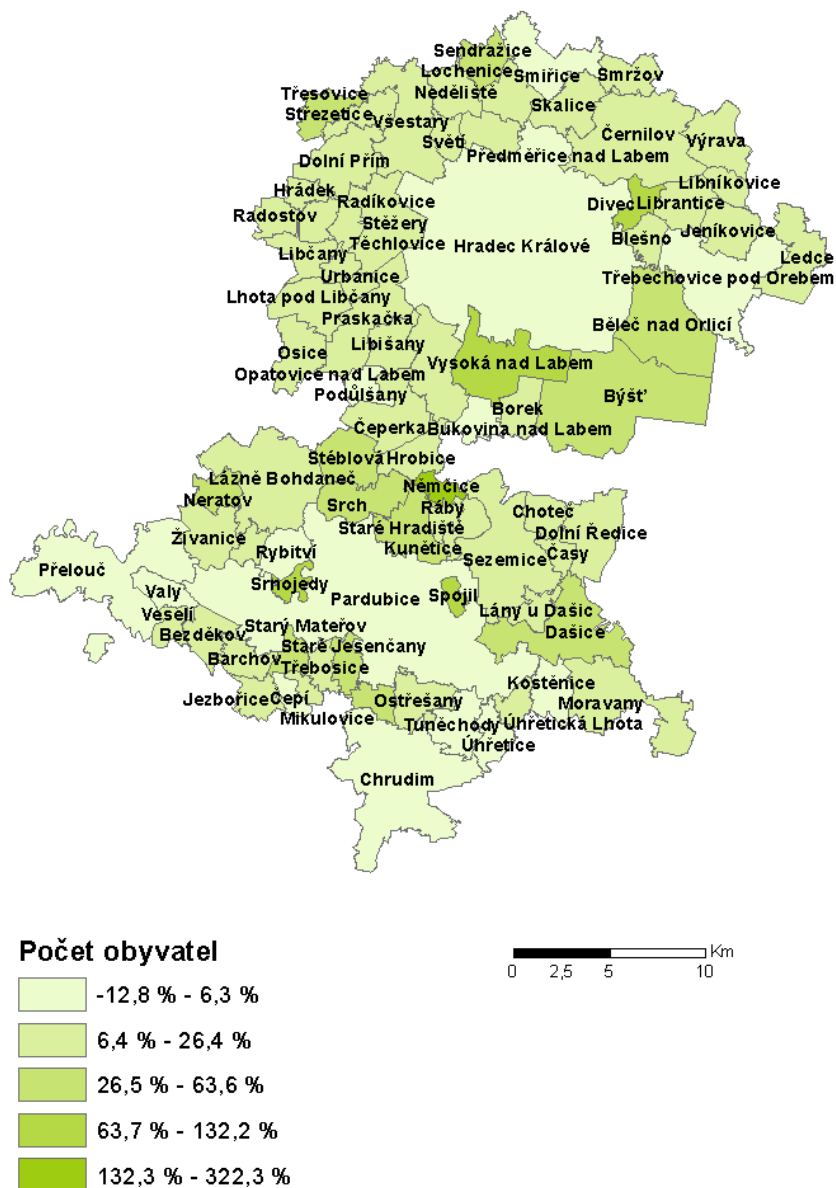 Sendražice
Lochenice
Smiřice
Smržov
Třesovice
Neděliště
Skalice
Střezetice
Všestary
Černilov
Výrava
Světí
Předměřice nad Labem
Dolní Přím
Libníkovice
Hrádek
Radíkovice
Divec
Librantice
Radostov
Stěžery
Blešno
Jeníkovice
Těchlovice
Hradec Králové
Libčany
Ledce
Urbanice
Třebechovice pod Orebem
Lhota pod Libčany
Praskačka
Běleč nad Orlicí
Osice
Libišany
Opatovice nad Labem
Vysoká nad Labem
Podůlšany
Býšť
Borek
Čeperka
Bukovina nad Labem
Stéblová
Hrobice
Lázně Bohdaneč
Němčice
Neratov
Srch
Ráby
Choteč
Staré Hradiště
Dolní Ředice
Živanice
Rybitví
Kunětice
Časy
Přelouč
Sezemice
Valy
Srnojedy
Pardubice
Spojil
Veselí
Lány u Dašic
Bezděkov
Starý Mateřov
Dašice
Barchov
Staré Jesenčany
Třebosice
Kostěnice
Jezbořice
Čepí
Ostřešany
Moravany
Mikulovice
Tuněchody
Úhřetická Lhota
Úhřetice
Chrudim
Počet obyvatel
-12,8 % - 6,3 %
6,4 % - 26,4 %
26,5 % - 63,6 %
63,7 % - 132,2 %
132,3 % - 322,3 %
Km
0 2,5 5 10